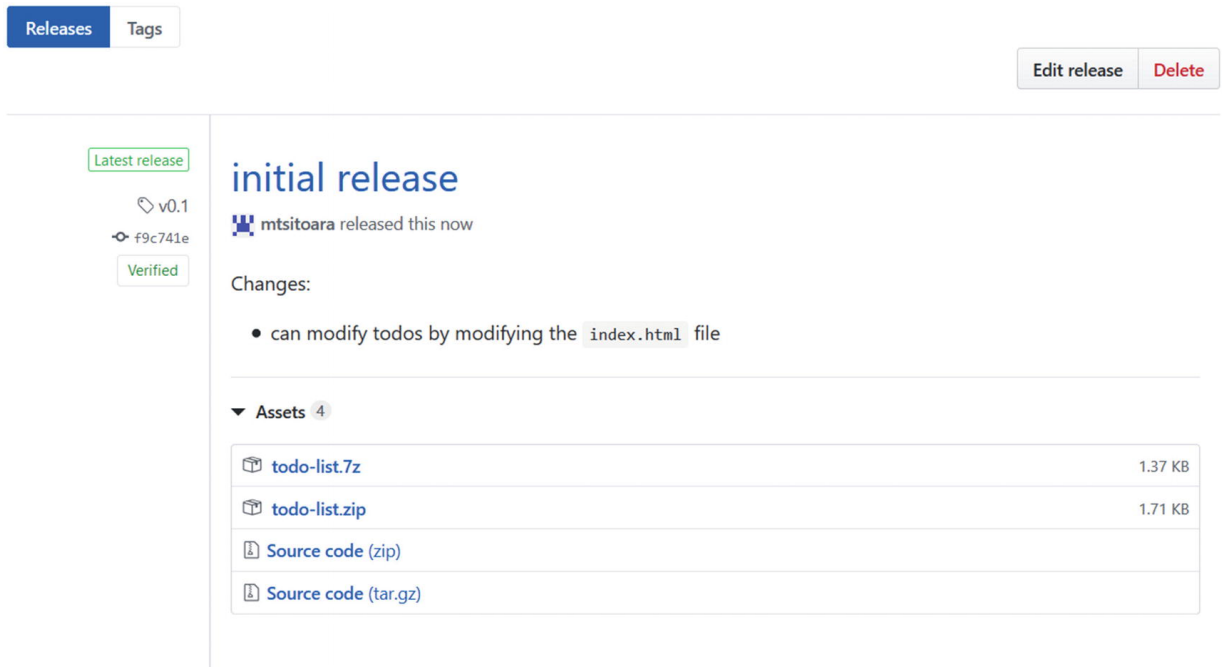 Releases Tags
Edit release Delete
Latest release
v0.1
f9c741e
Verified
initial release
mtsitoara released this now
Changes:
• can modify todos by modifying the index.html file
Assets 4
todo-list.7z 1.37 KB
todo-list.zip 1.71 KB
Source code (zip)
Source code (tar.gz)